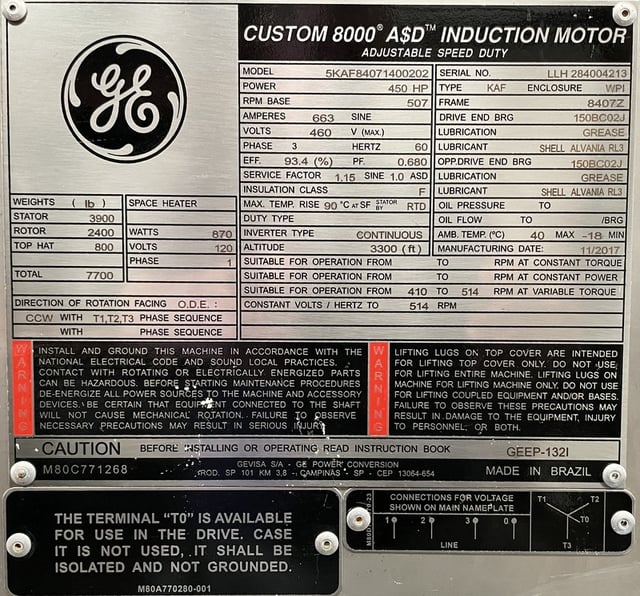 GE
CUSTOM 8000® A$D™ INDUCTION MOTOR
ADJUSTABLE SPEED DUTY
MODEL 5KAF84071400202
POWER 450 HP
RPM BASE 507
AMPERES 663 SINE
VOLTS 460 V (MAX.)
PHASE 3 HERTZ 60
EFF. 93.4 (%) PF. 0.680
SERVICE FACTOR 1.15 SINE 1.0 ASD
INSULATION CLASS F
MAX. TEMP. RISE 90 °C AT SF STATOR BY RTD
DUTY TYPE
INVERTER TYPE CONTINUOUS
ALTITUDE 3300 (ft)
SERIAL NO. LLH 284004213
TYPE KAF ENCLOSURE WPI
FRAME 8407Z
DRIVE END BRG 150BC02J
LUBRICATION GREASE
LUBRICANT SHELL ALVANIA RL3
OPP.DRIVE END BRG 150BC02J
LUBRICATION GREASE
LUBRICANT SHELL ALVANIA RL3
OIL PRESSURE TO
OIL FLOW TO /BRG
AMB. TEMP. (°C) 40 MAX -18 MIN
MANUFACTURING DATE: 11/2017
SUITABLE FOR OPERATION FROM TO RPM AT CONSTANT TORQUE
SUITABLE FOR OPERATION FROM TO RPM AT CONSTANT POWER
SUITABLE FOR OPERATION FROM 410 TO 514 RPM AT VARIABLE TORQUE
CONSTANT VOLTS / HERTZ TO 514 RPM
WEIGHTS ( lb )
STATOR 3900
ROTOR 2400
TOP HAT 800
TOTAL 7700
SPACE HEATER
WATTS 870
VOLTS 120
PHASE 1
DIRECTION OF ROTATION FACING O.D.E :
CCW WITH T1,T2,T3 PHASE SEQUENCE
WITH PHASE SEQUENCE
WARNING
INSTALL AND GROUND THIS MACHINE IN ACCORDANCE WITH THE
NATIONAL ELECTRICAL CODE AND SOUND LOCAL PRACTICES.
CONTACT WITH ROTATING OR ELECTRICALLY ENERGIZED PARTS
CAN BE HAZARDOUS. BEFORE STARTING MAINTENANCE PROCEDURES
DE-ENERGIZE ALL POWER SOURCES TO THE MACHINE AND ACCESSORY
DEVICES. BE CERTAIN THAT EQUIPMENT CONNECTED TO THE SHAFT
WILL NOT CAUSE MECHANICAL ROTATION. FAILURE TO OBSERVE
NECESSARY PRECAUTIONS MAY RESULT IN SERIOUS INJURY
WARNING
LIFTING LUGS ON TOP COVER ARE INTENDED
FOR LIFTING TOP COVER ONLY. DO NOT USE
FOR LIFTING ENTIRE MACHINE. LIFTING LUGS ON
MACHINE FOR LIFTING MACHINE ONLY. DO NOT USE
FOR LIFTING COUPLED EQUIPMENT AND/OR BASES.
FAILURE TO OBSERVE THESE PRECAUTIONS MAY
RESULT IN DAMAGE TO THE EQUIPMENT, INJURY
TO PERSONNEL, OR BOTH.
CAUTION BEFORE INSTALLING OR OPERATING READ INSTRUCTION BOOK GEEP-132I
M80C771268
GEVISA S/A - GE POWER CONVERSION
ROD. SP 101 KM 3,8 - CAMPINAS - SP - CEP 13064-654
MADE IN BRAZIL
THE TERMINAL “T0” IS AVAILABLE
FOR USE IN THE DRIVE. CASE
IT IS NOT USED, IT SHALL BE
ISOLATED AND NOT GROUNDED.
M80A770280-001
CONNECTIONS FOR VOLTAGE
SHOWN ON MAIN NAMEPLATE
1 2 3 0
LINE
T1 T2
T0
T3